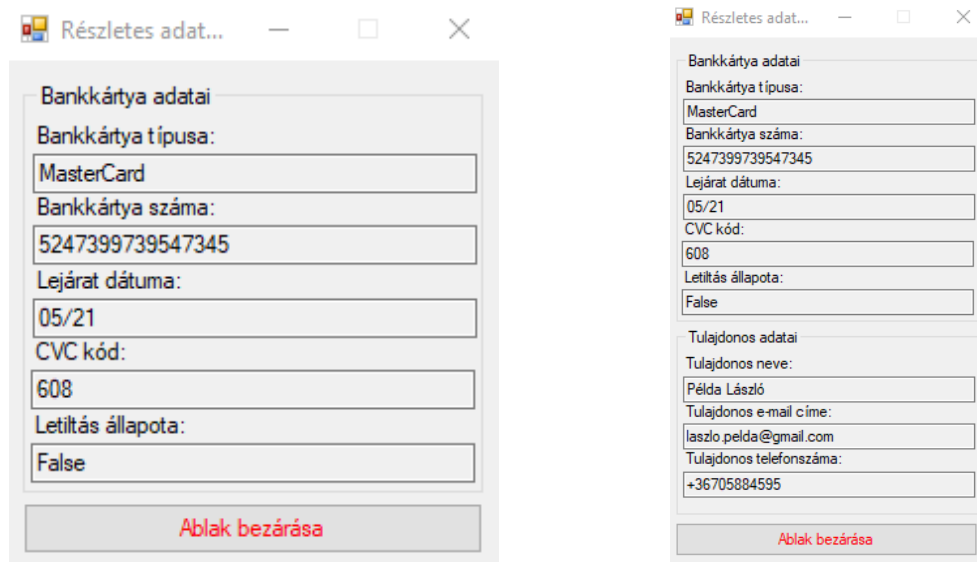 Részletes adat...
Bankkártya adatai
Bankkártya típusa:
MasterCard
Bankkártya száma:
5247399739547345
Lejárat dátuma:
05/21
CVC kód:
608
Letiltás állapota:
False
Ablak bezárása
Részletes adat...
Bankkártya adatai
Bankkártya típusa:
MasterCard
Bankkártya száma:
5247399739547345
Lejárat dátuma:
05/21
CVC kód:
608
Letiltás állapota:
False
Tulajdonos adatai
Tulajdonos neve:
Példa László
Tulajdonos e-mail címe:
laszlo.pelda@gmail.com
Tulajdonos telefonszáma:
+36705884595
Ablak bezárása